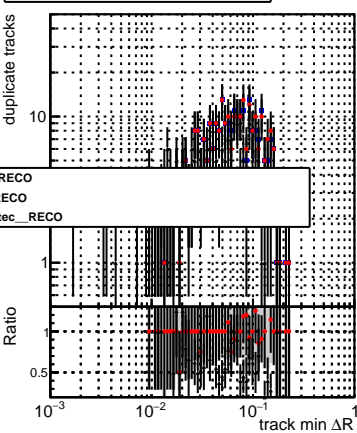 duplicate tracks
10
RECO
RECO
tec__RECO
1
Ratio
1
0.5
10⁻³
10⁻²
10⁻¹
1
track min ΔR